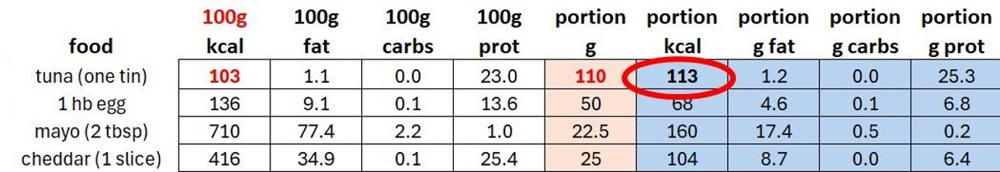 100g 100g 100g 100g portion portion portion portion portion
food kcal fat carbs prot g kcal g fat g carbs g prot
tuna (one tin) 103 1.1 0.0 23.0 110 113 1.2 0.0 25.3
1 hb egg 136 9.1 0.1 13.6 50 68 4.6 0.1 6.8
mayo (2 tbsp) 710 77.4 2.2 1.0 22.5 160 17.4 0.5 0.2
cheddar (1 slice) 416 34.9 0.1 25.4 25 104 8.7 0.0 6.4